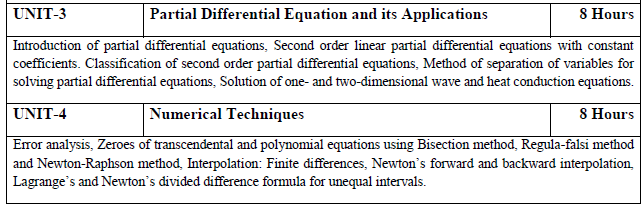 UNIT-3 Partial Differential Equation and its Applications 8 Hours
Introduction of partial differential equations, Second order linear partial differential equations with constant
coefficients. Classification of second order partial differential equations, Method of separation of variables for
solving partial differential equations, Solution of one- and two-dimensional wave and heat conduction equations.
UNIT-4 Numerical Techniques 8 Hours
Error analysis, Zeroes of transcendental and polynomial equations using Bisection method, Regula-falsi method
and Newton-Raphson method, Interpolation: Finite differences, Newton's forward and backward interpolation,
Lagrange's and Newton's divided difference formula for unequal intervals.